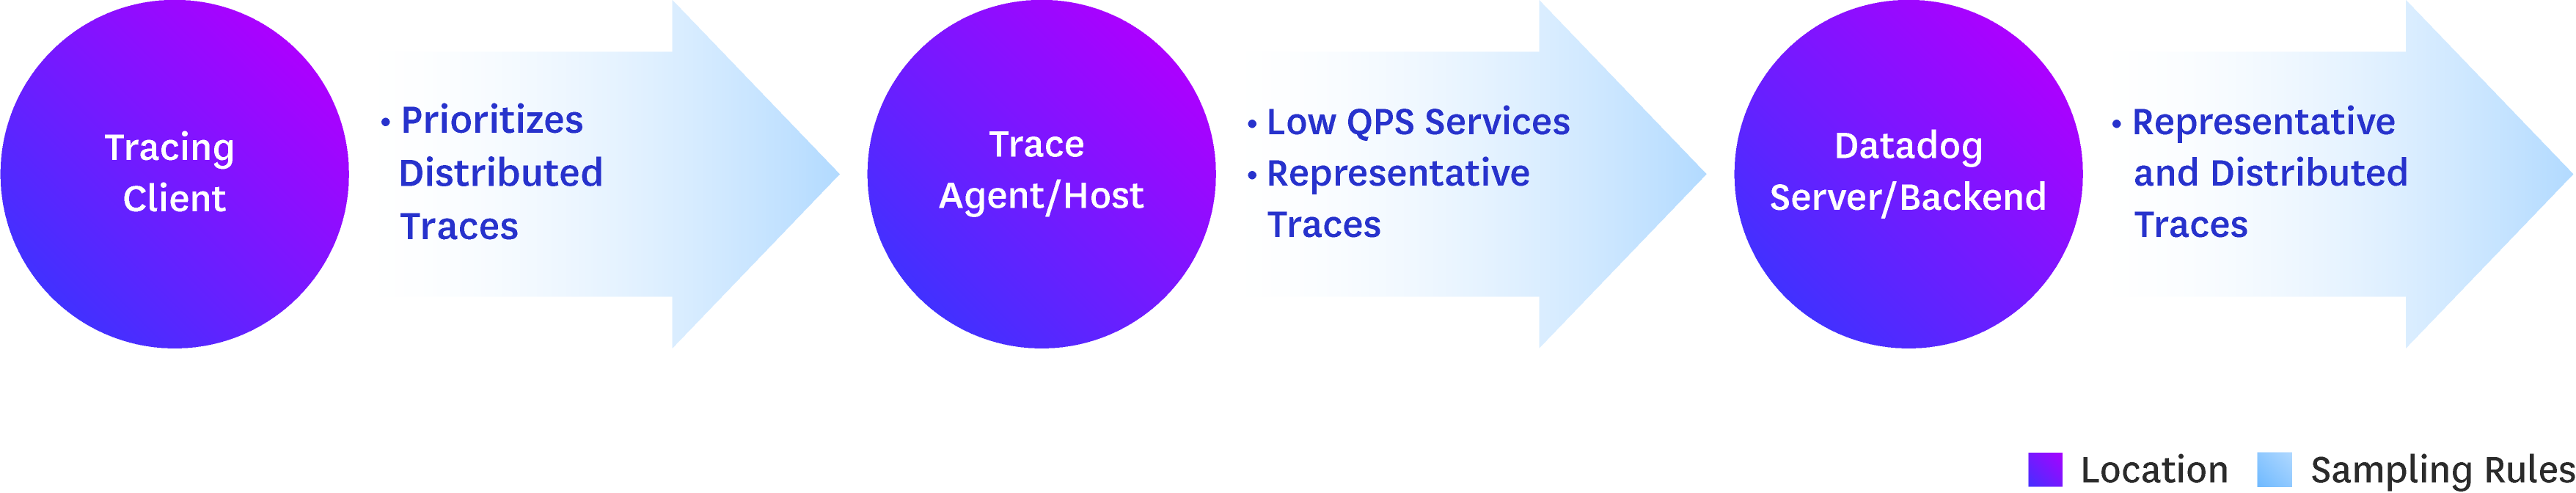 Tracing
Client
• Prioritizes
Distributed
Traces
Trace
Agent/Host
• Low QPS Services
• Representative
Traces
Datadog
Server/Backend
• Representative
and Distributed
Traces
Location
Sampling Rules